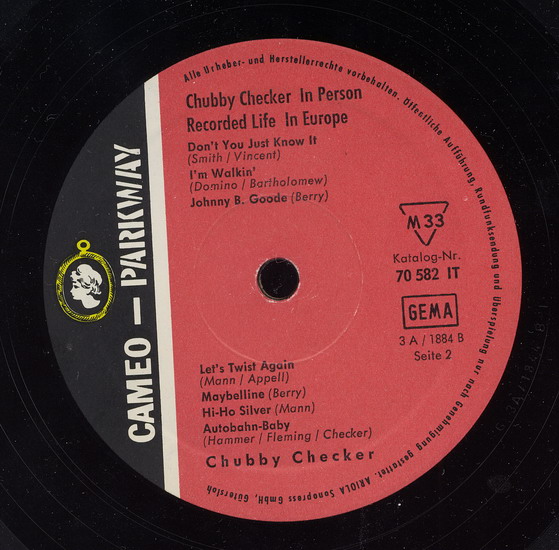 Alle Urheber- und Herstellerrechte vorbehalten. Öffentliche Aufführung, Rundfunksendung und Überspielung nur nach Genehmigung gestattet. ARIOLA Sonopress GmbH, Gütersloh
CAMEO — PARKWAY
Chubby Checker In Person
Recorded Life In Europe
Don't You Just Know It
(Smith / Vincent)
I'm Walkin'
(Domino / Bartholomew)
Johnny B. Goode (Berry)
M 33
Katalog-Nr.
70 582 IT
GEMA
3 A / 1884 B
Seite 2
Let's Twist Again
(Mann / Appell)
Maybelline (Berry)
Hi-Ho Silver (Mann)
Autobahn-Baby
(Hammer / Fleming / Checker)
Chubby Checker